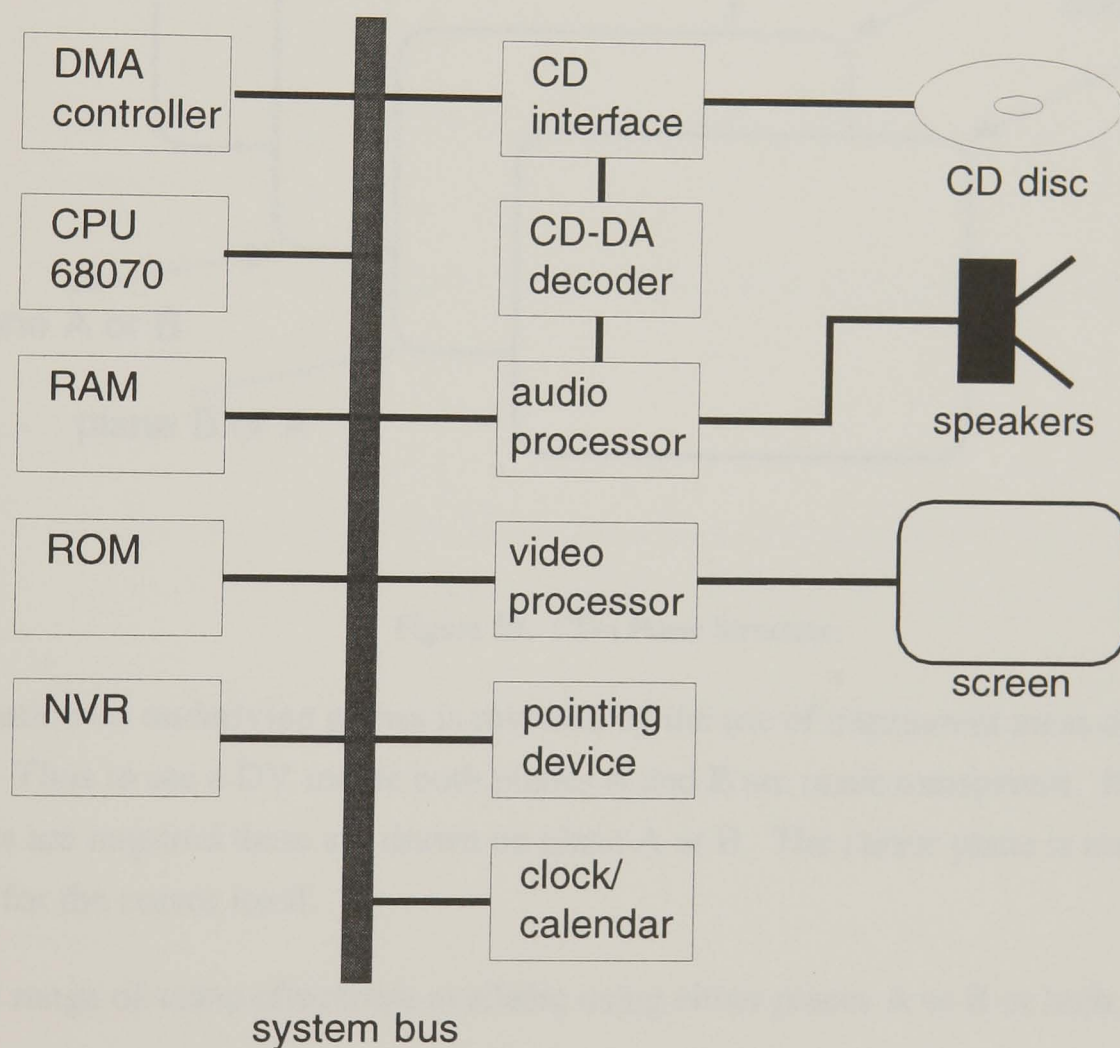 DMA
controller
CD
interface
CD disc
CPU
68070
CD-DA
decoder
RAM
audio
processor
speakers
ROM
video
processor
screen
NVR
pointing
device
clock/
calendar
system bus